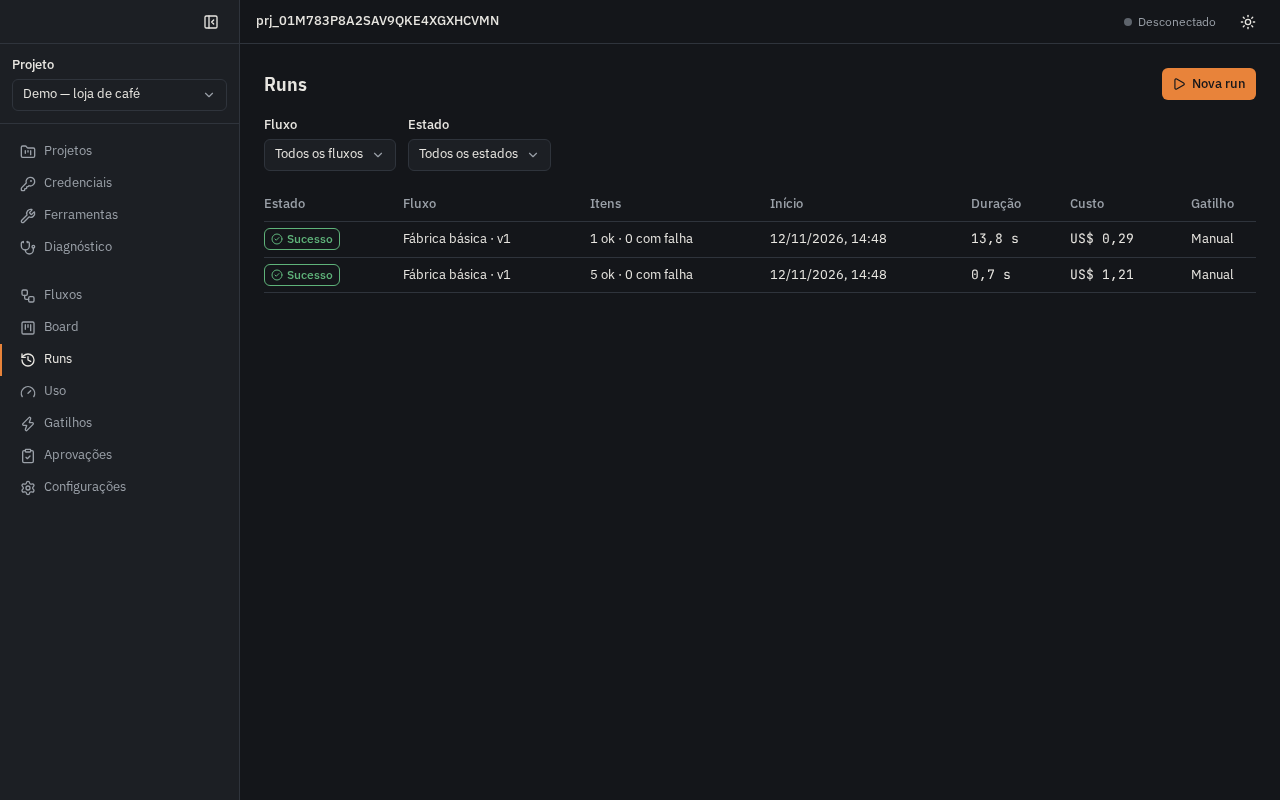 prj_01M783P8A2SAV9QKE4XGXHCVMN
Desconectado
Projeto
Demo — loja de café
Projetos
Credenciais
Ferramentas
Diagnóstico
Fluxos
Board
Runs
Uso
Gatilhos
Aprovações
Configurações
Runs
Nova run
Fluxo Estado
Todos os fluxos Todos os estados
Estado Fluxo Itens Início Duração Custo Gatilho
Sucesso Fábrica básica · v1 1 ok · 0 com falha 12/11/2026, 14:48 13,8 s US$ 0,29 Manual
Sucesso Fábrica básica · v1 5 ok · 0 com falha 12/11/2026, 14:48 0,7 s US$ 1,21 Manual